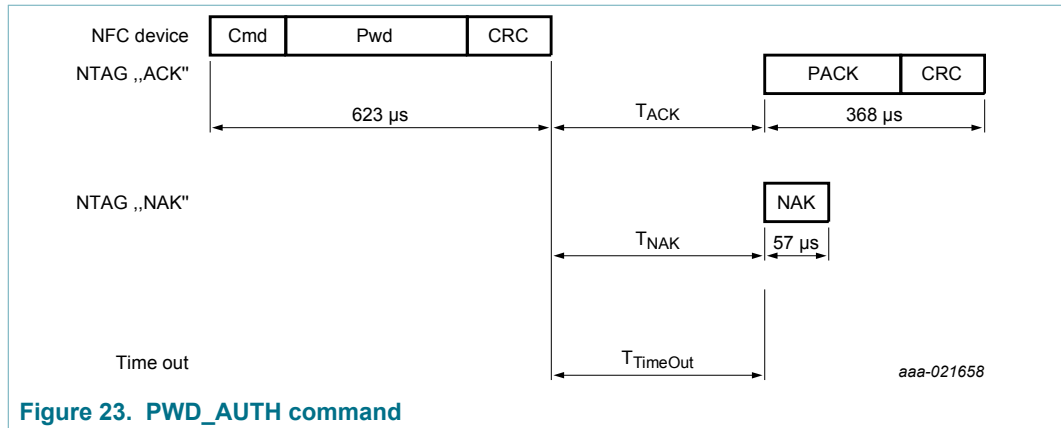 NFC device Cmd Pwd CRC
NTAG ,,ACK" PACK CRC
623 µs TACK 368 µs
NTAG ,,NAK" NAK
TNAK 57 µs
Time out TTimeOut aaa-021658
Figure 23. PWD_AUTH command